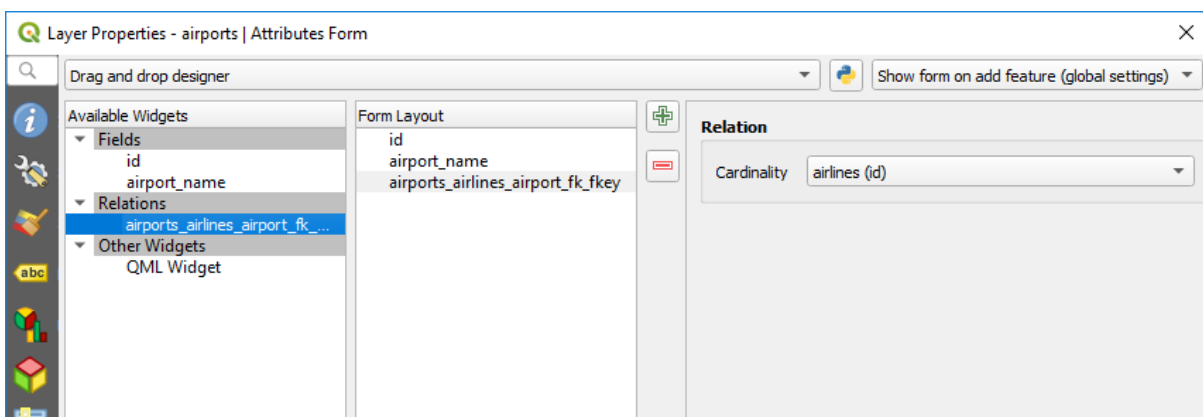 Layer Properties - airports | Attributes Form
Drag and drop designer
Show form on add feature (global settings)
Available Widgets
Fields
id
airport_name
Relations
airports_airlines_airport_fk_...
Other Widgets
QML Widget
Form Layout
id
airport_name
airports_airlines_airport_fk_fkey
Relation
Cardinality airlines (id)
abc